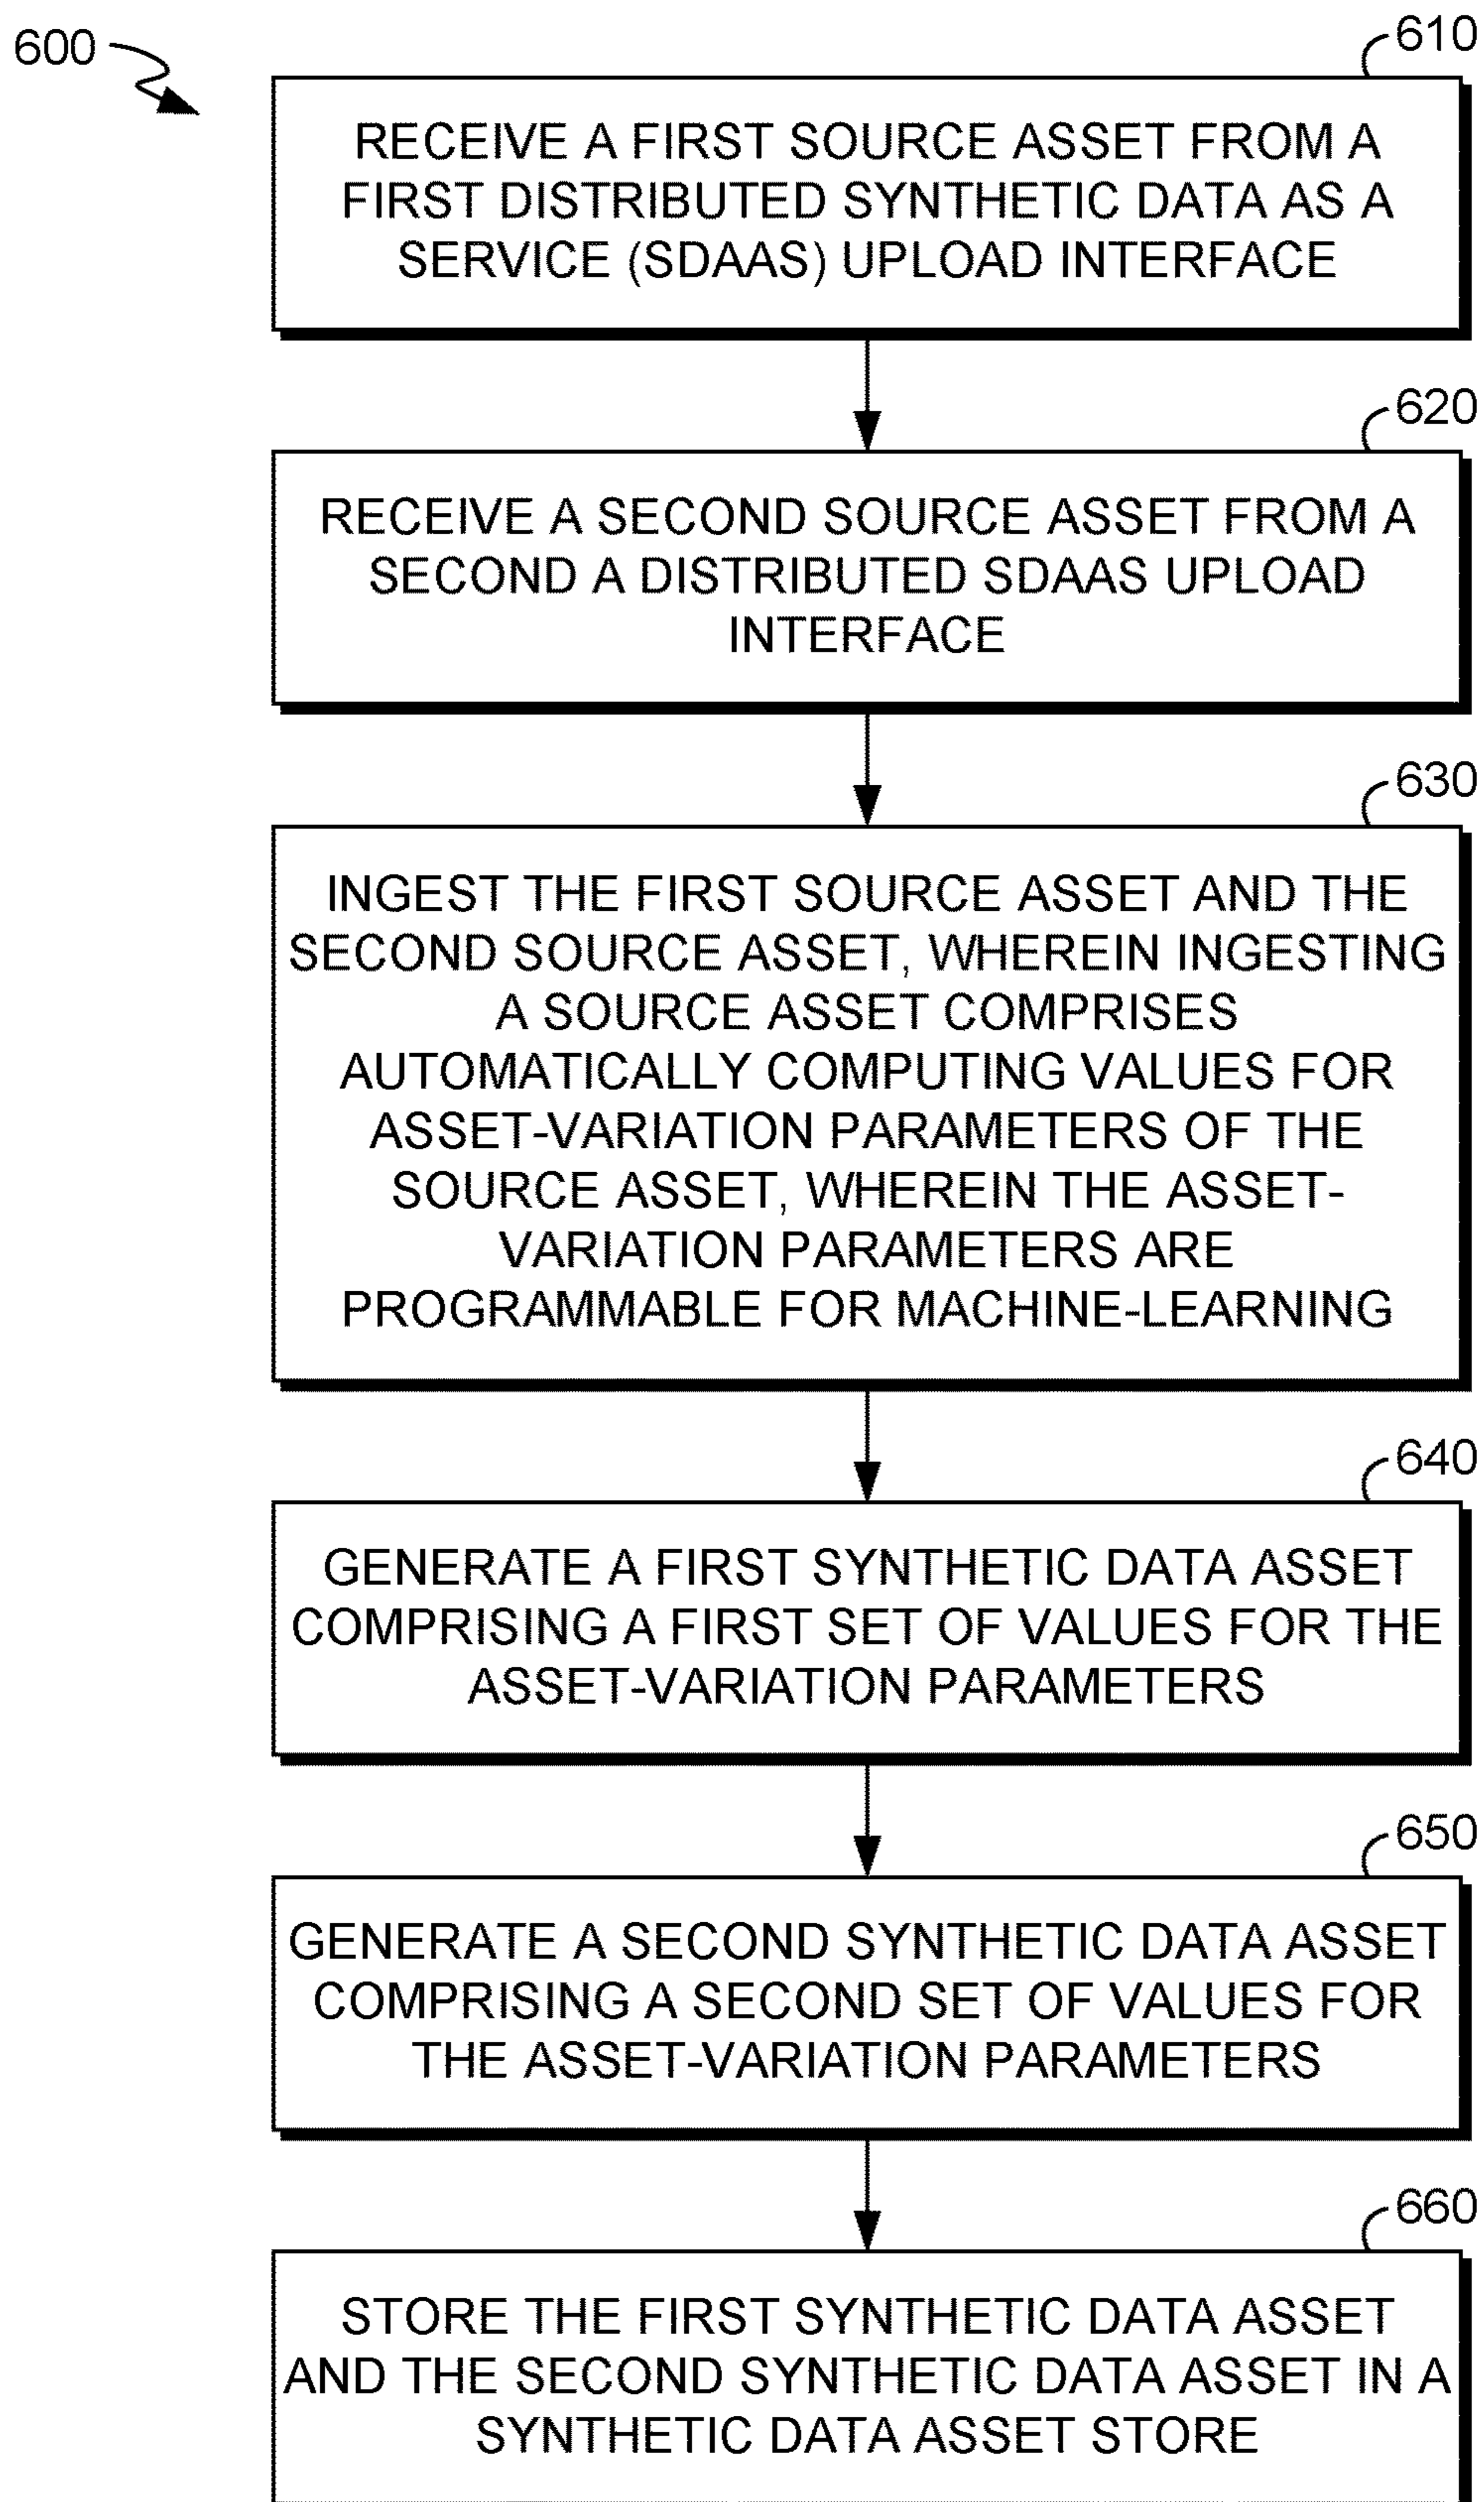 600
610
RECEIVE A FIRST SOURCE ASSET FROM A
FIRST DISTRIBUTED SYNTHETIC DATA AS A
SERVICE (SDAAS) UPLOAD INTERFACE
620
RECEIVE A SECOND SOURCE ASSET FROM A
SECOND A DISTRIBUTED SDAAS UPLOAD
INTERFACE
630
INGEST THE FIRST SOURCE ASSET AND THE
SECOND SOURCE ASSET, WHEREIN INGESTING
A SOURCE ASSET COMPRISES
AUTOMATICALLY COMPUTING VALUES FOR
ASSET-VARIATION PARAMETERS OF THE
SOURCE ASSET, WHEREIN THE ASSET-
VARIATION PARAMETERS ARE
PROGRAMMABLE FOR MACHINE-LEARNING
640
GENERATE A FIRST SYNTHETIC DATA ASSET
COMPRISING A FIRST SET OF VALUES FOR THE
ASSET-VARIATION PARAMETERS
650
GENERATE A SECOND SYNTHETIC DATA ASSET
COMPRISING A SECOND SET OF VALUES FOR
THE ASSET-VARIATION PARAMETERS
660
STORE THE FIRST SYNTHETIC DATA ASSET
AND THE SECOND SYNTHETIC DATA ASSET IN A
SYNTHETIC DATA ASSET STORE